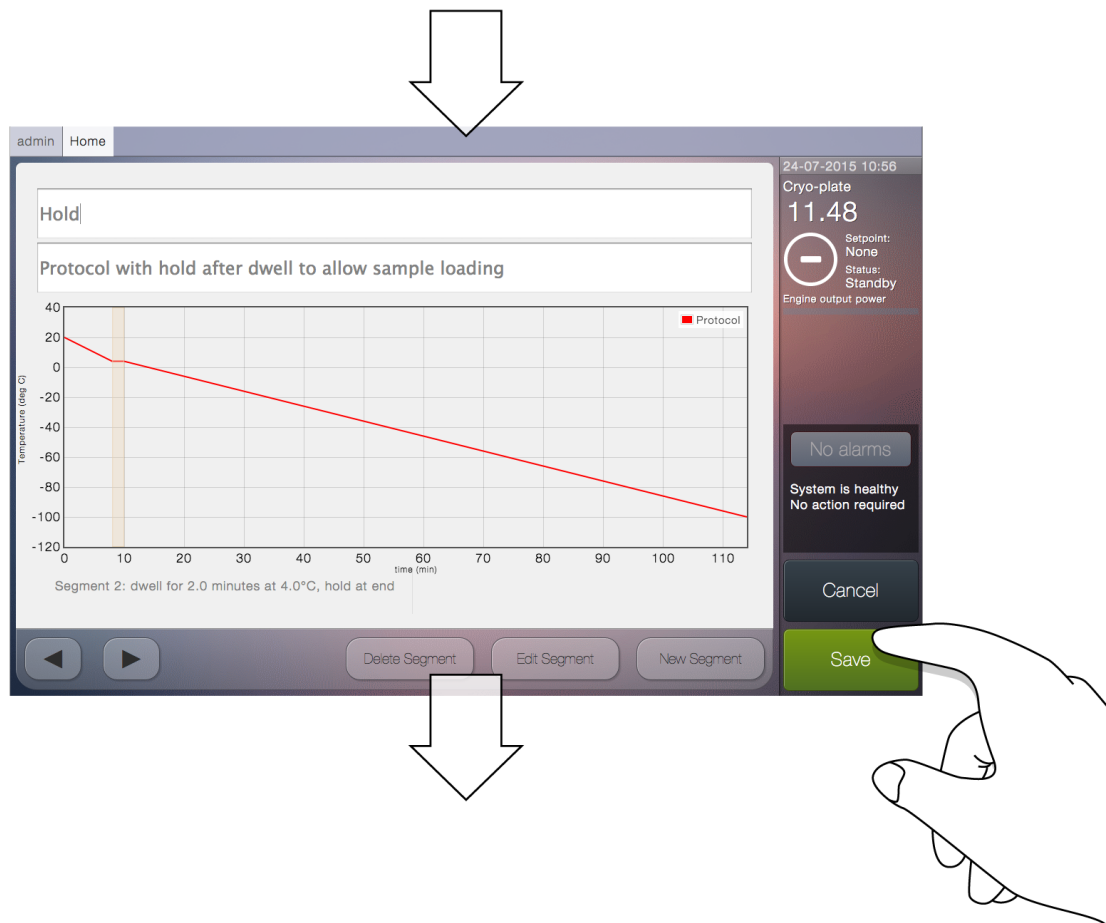 admin Home
24-07-2015 10:56
Cryo-plate
11.48
Setpoint:
None
Status:
Standby
Engine output power
Hold
Protocol with hold after dwell to allow sample loading
Protocol
40
20
0
-20
-40
-60
-80
-100
-120
Temperature (deg C)
0 10 20 30 40 50 60 70 80 90 100 110
time (min)
Segment 2: dwell for 2.0 minutes at 4.0°C, hold at end
No alarms
System is healthy
No action required
Cancel
Delete Segment Edit Segment New Segment
Save